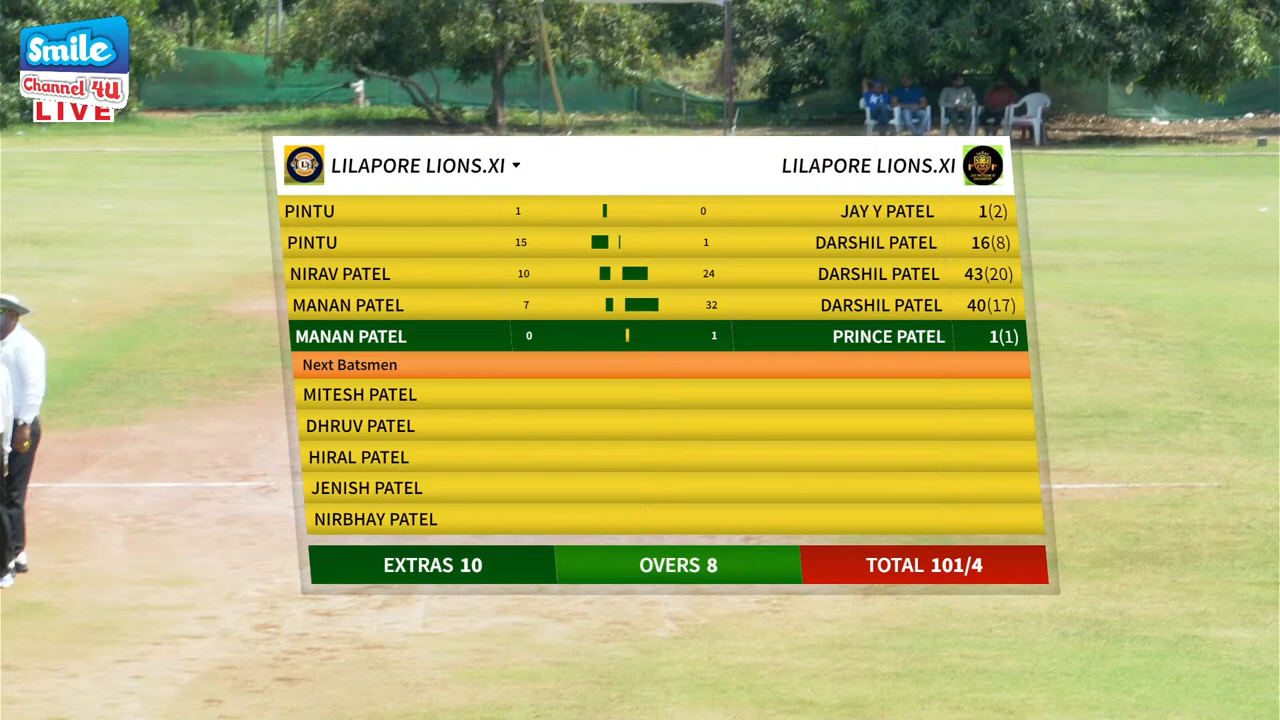 Smile
Channel 4U
LIVE
LILAPORE LIONS.XI LILAPORE LIONS.XI
PINTU 1 0 JAY Y PATEL 1(2)
PINTU 15 1 DARSHIL PATEL 16(8)
NIRAV PATEL 10 24 DARSHIL PATEL 43(20)
MANAN PATEL 7 32 DARSHIL PATEL 40(17)
MANAN PATEL 0 1 PRINCE PATEL 1(1)
Next Batsmen
MITESH PATEL
DHRUV PATEL
HIRAL PATEL
JENISH PATEL
NIRBHAY PATEL
EXTRAS 10 OVERS 8 TOTAL 101/4